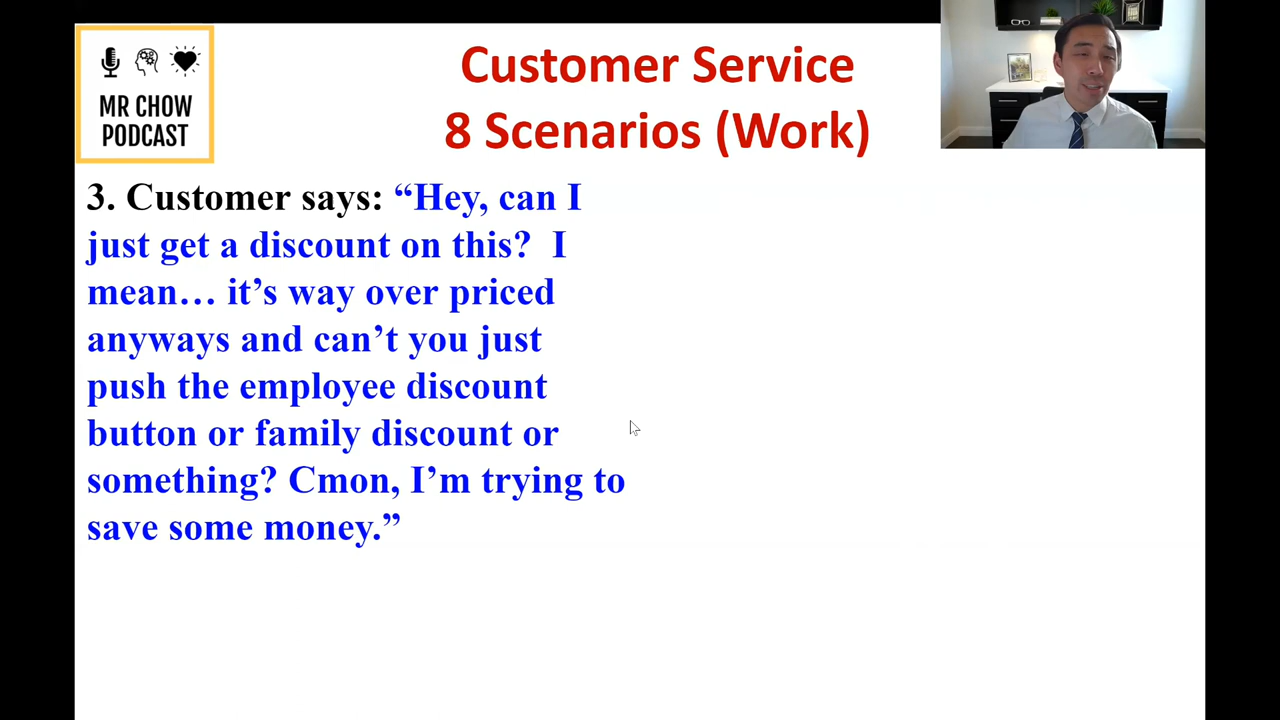 MR CHOW
PODCAST
Customer Service
8 Scenarios (Work)
3. Customer says: “Hey, can I
just get a discount on this?  I
mean… it’s way over priced
anyways and can’t you just
push the employee discount
button or family discount or
something? Cmon, I’m trying to
save some money.”